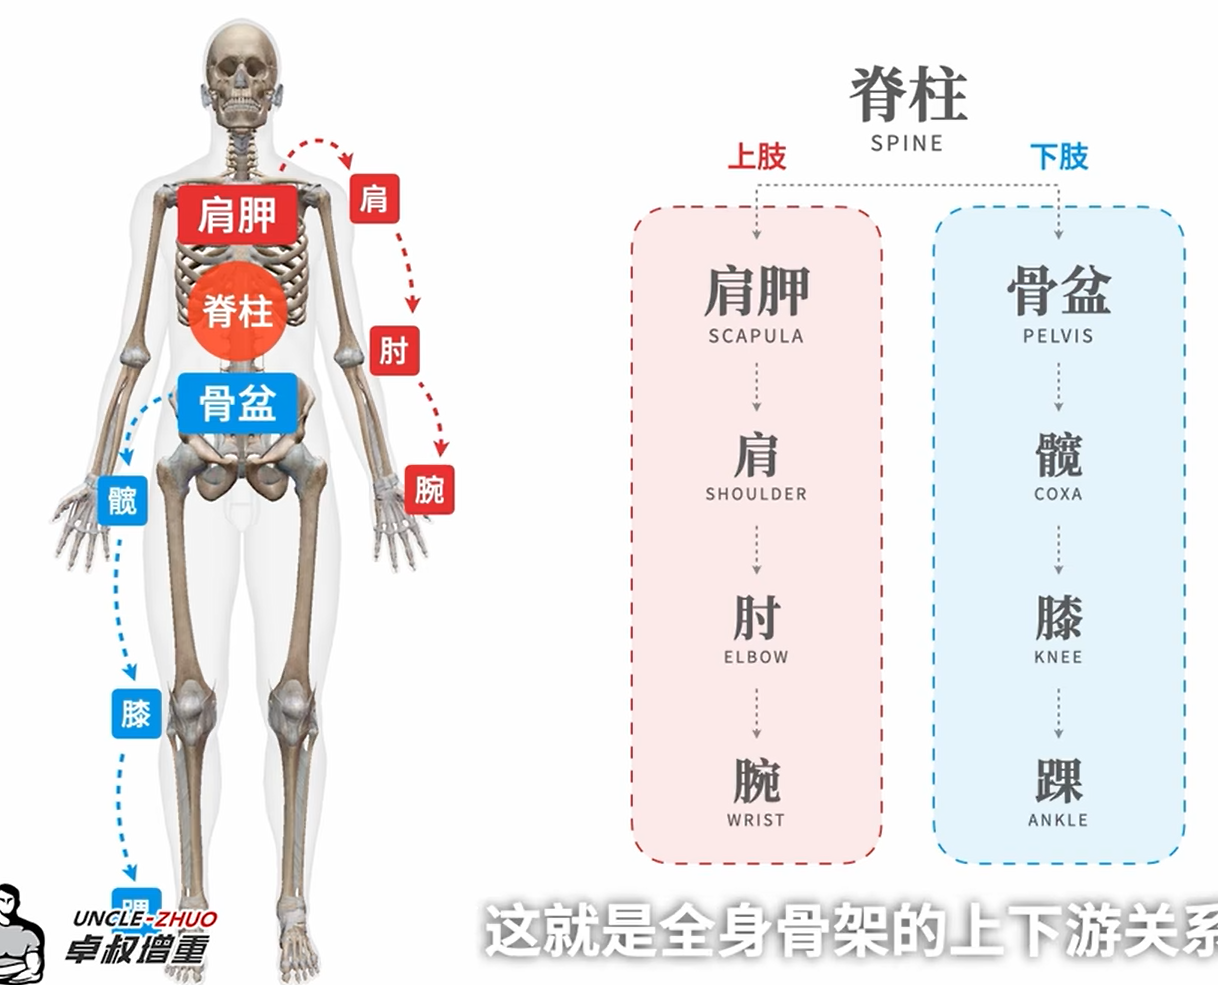 脊柱
SPINE
上肢
下肢
肩胛
SCAPULA
肩
SHOULDER
肘
ELBOW
腕
WRIST
骨盆
PELVIS
髋
COXA
膝
KNEE
踝
ANKLE
肩胛
肩
脊柱
肘
骨盆
腕
髋
膝
踝
UNCLE-ZHUO
卓叔增重
这就是全身骨架的上下游关系